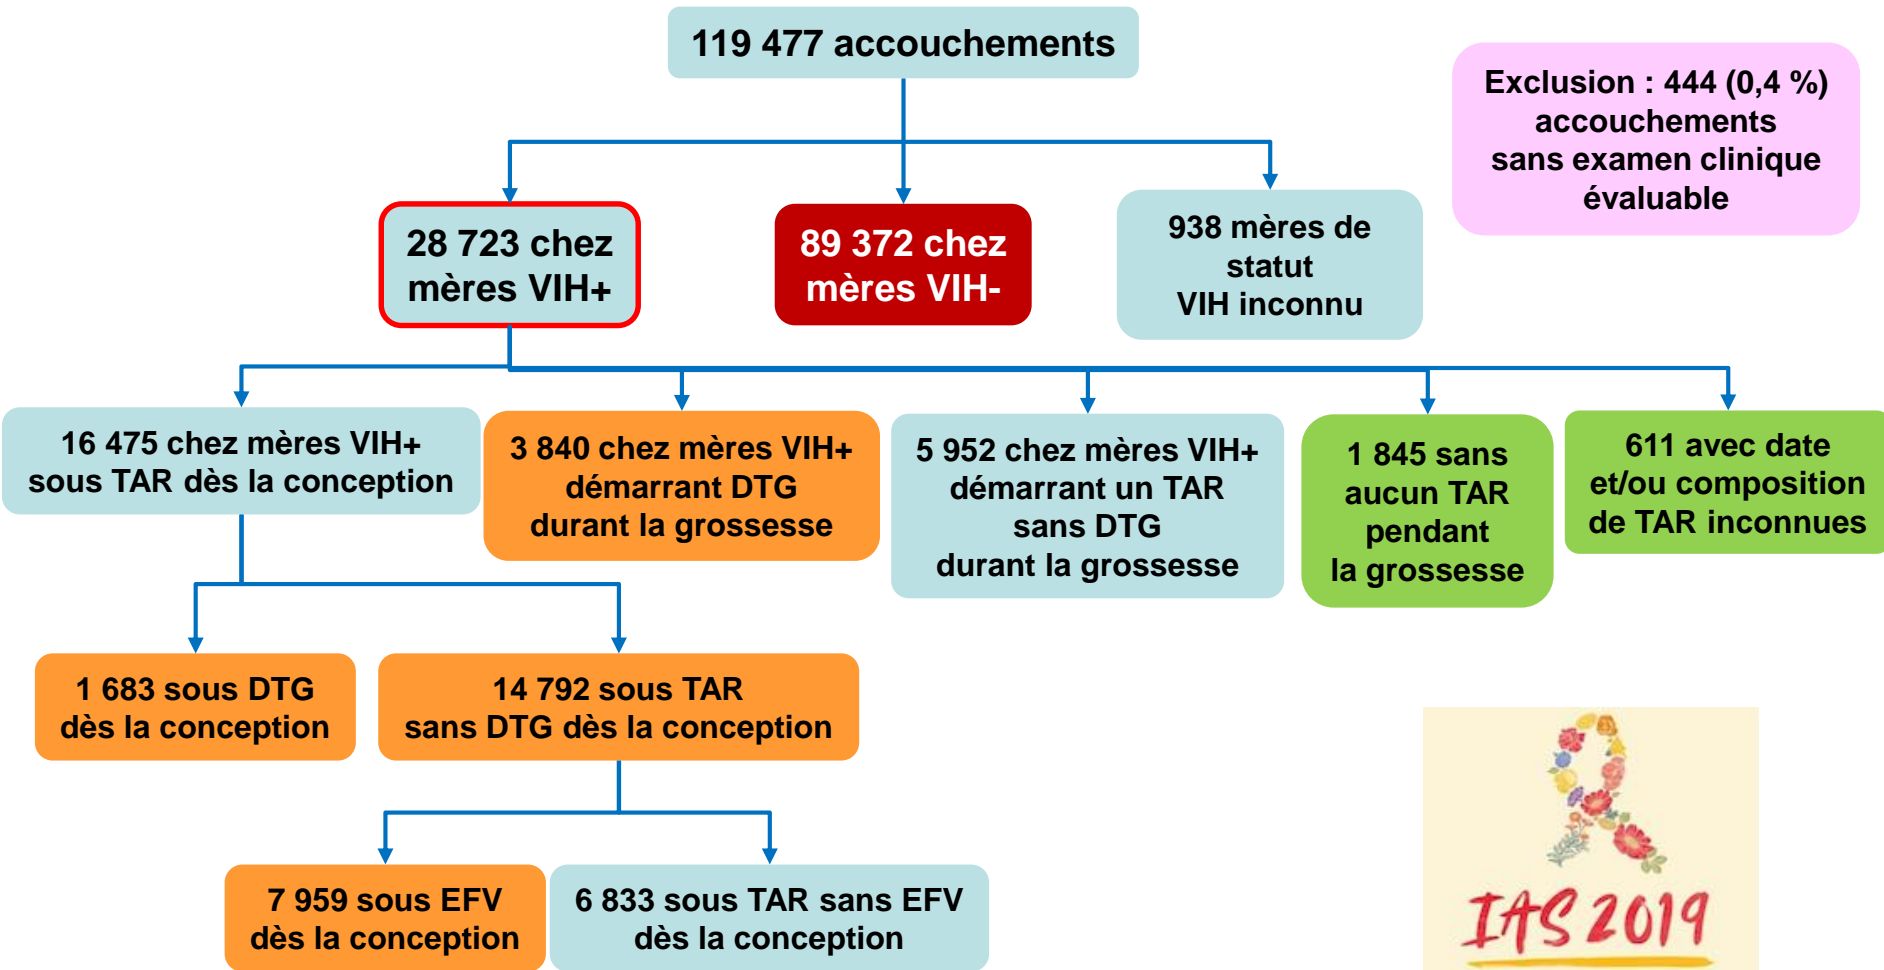 119 477 accouchements
Exclusion : 444 (0,4 %)
accouchements
sans examen clinique
évaluable
28 723 chez
mères VIH+
89 372 chez
mères VIH-
938 mères de
statut
VIH inconnu
16 475 chez mères VIH+
sous TAR dès la conception
3 840 chez mères VIH+
démarrant DTG
durant la grossesse
5 952 chez mères VIH+
démarrant un TAR
sans DTG
durant la grossesse
1 845 sans
aucun TAR
pendant
la grossesse
611 avec date
et/ou composition
de TAR inconnues
1 683 sous DTG
dès la conception
14 792 sous TAR
sans DTG dès la conception
7 959 sous EFV
dès la conception
6 833 sous TAR sans EFV
dès la conception
IAS 2019